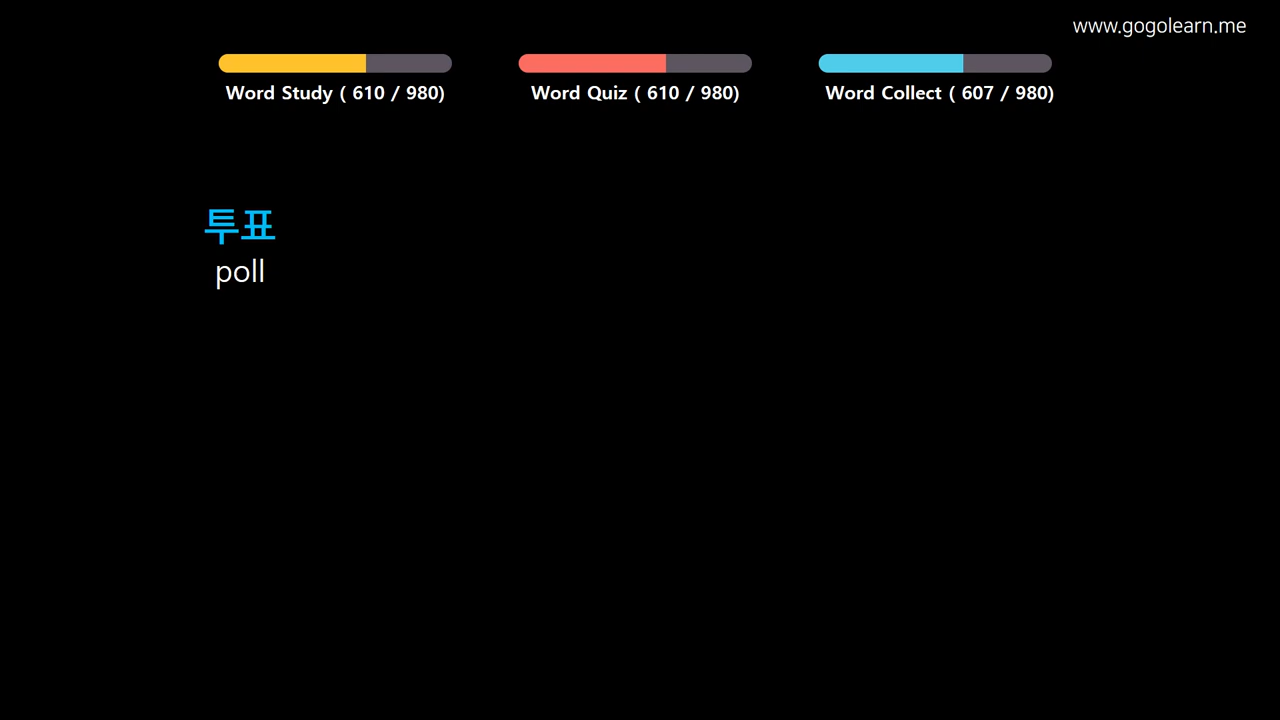 www.gogolearn.me
Word Study ( 610 / 980)
Word Quiz ( 610 / 980)
Word Collect ( 607 / 980)
투표
poll